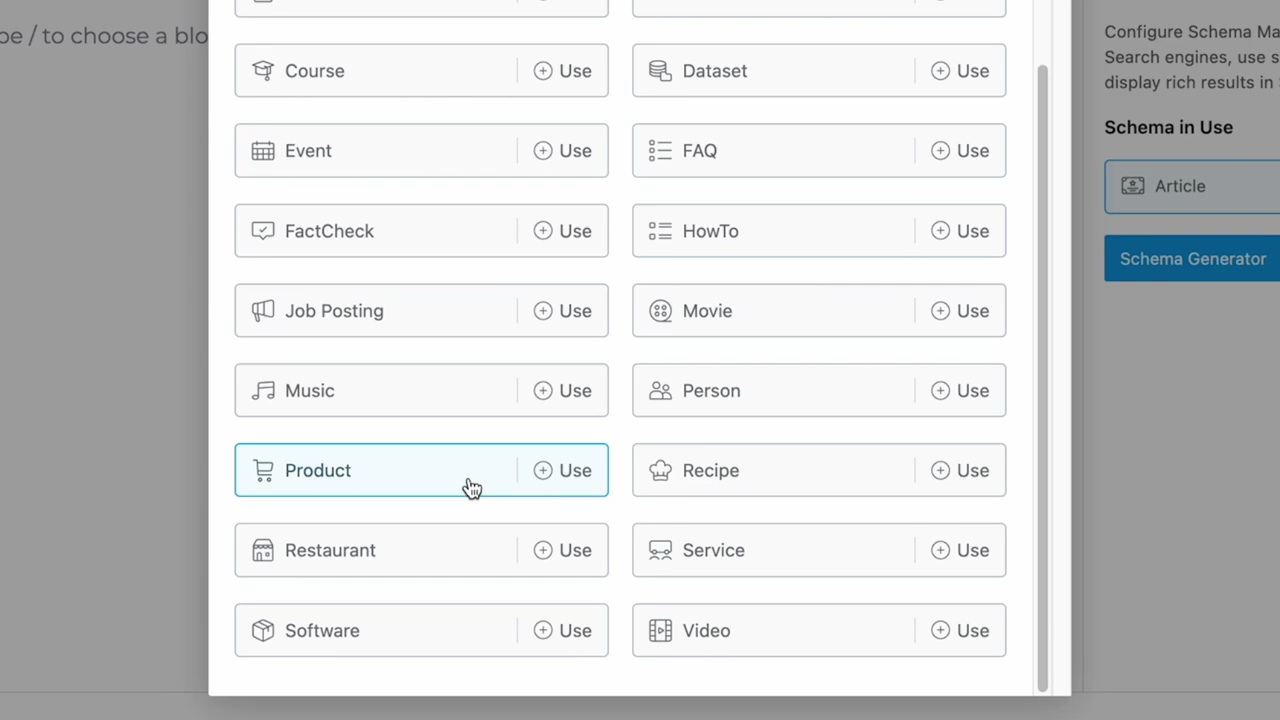 pe / to choose a blo
Course Use Dataset Use
Event Use FAQ Use
FactCheck Use HowTo Use
Job Posting Use Movie Use
Music Use Person Use
Product Use Recipe Use
Restaurant Use Service Use
Software Use Video Use
Configure Schema Ma
Search engines, use s
display rich results in
Schema in Use
Article
Schema Generator